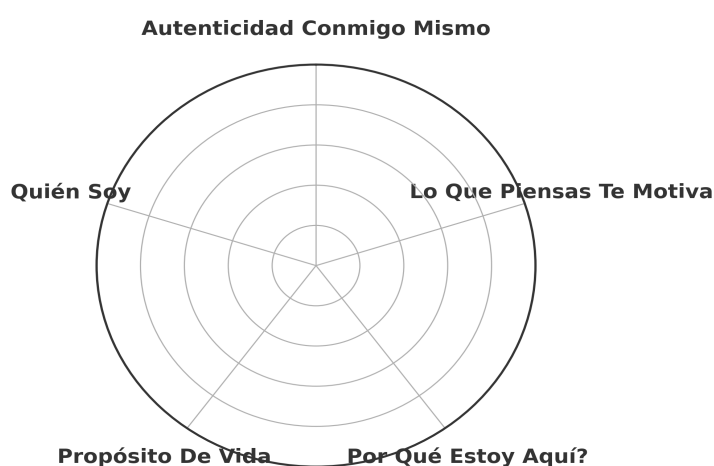 Autenticidad Conmigo Mismo
Quién Soy
Lo Que Piensas Te Motiva
Propósito De Vida
Por Qué Estoy Aquí?